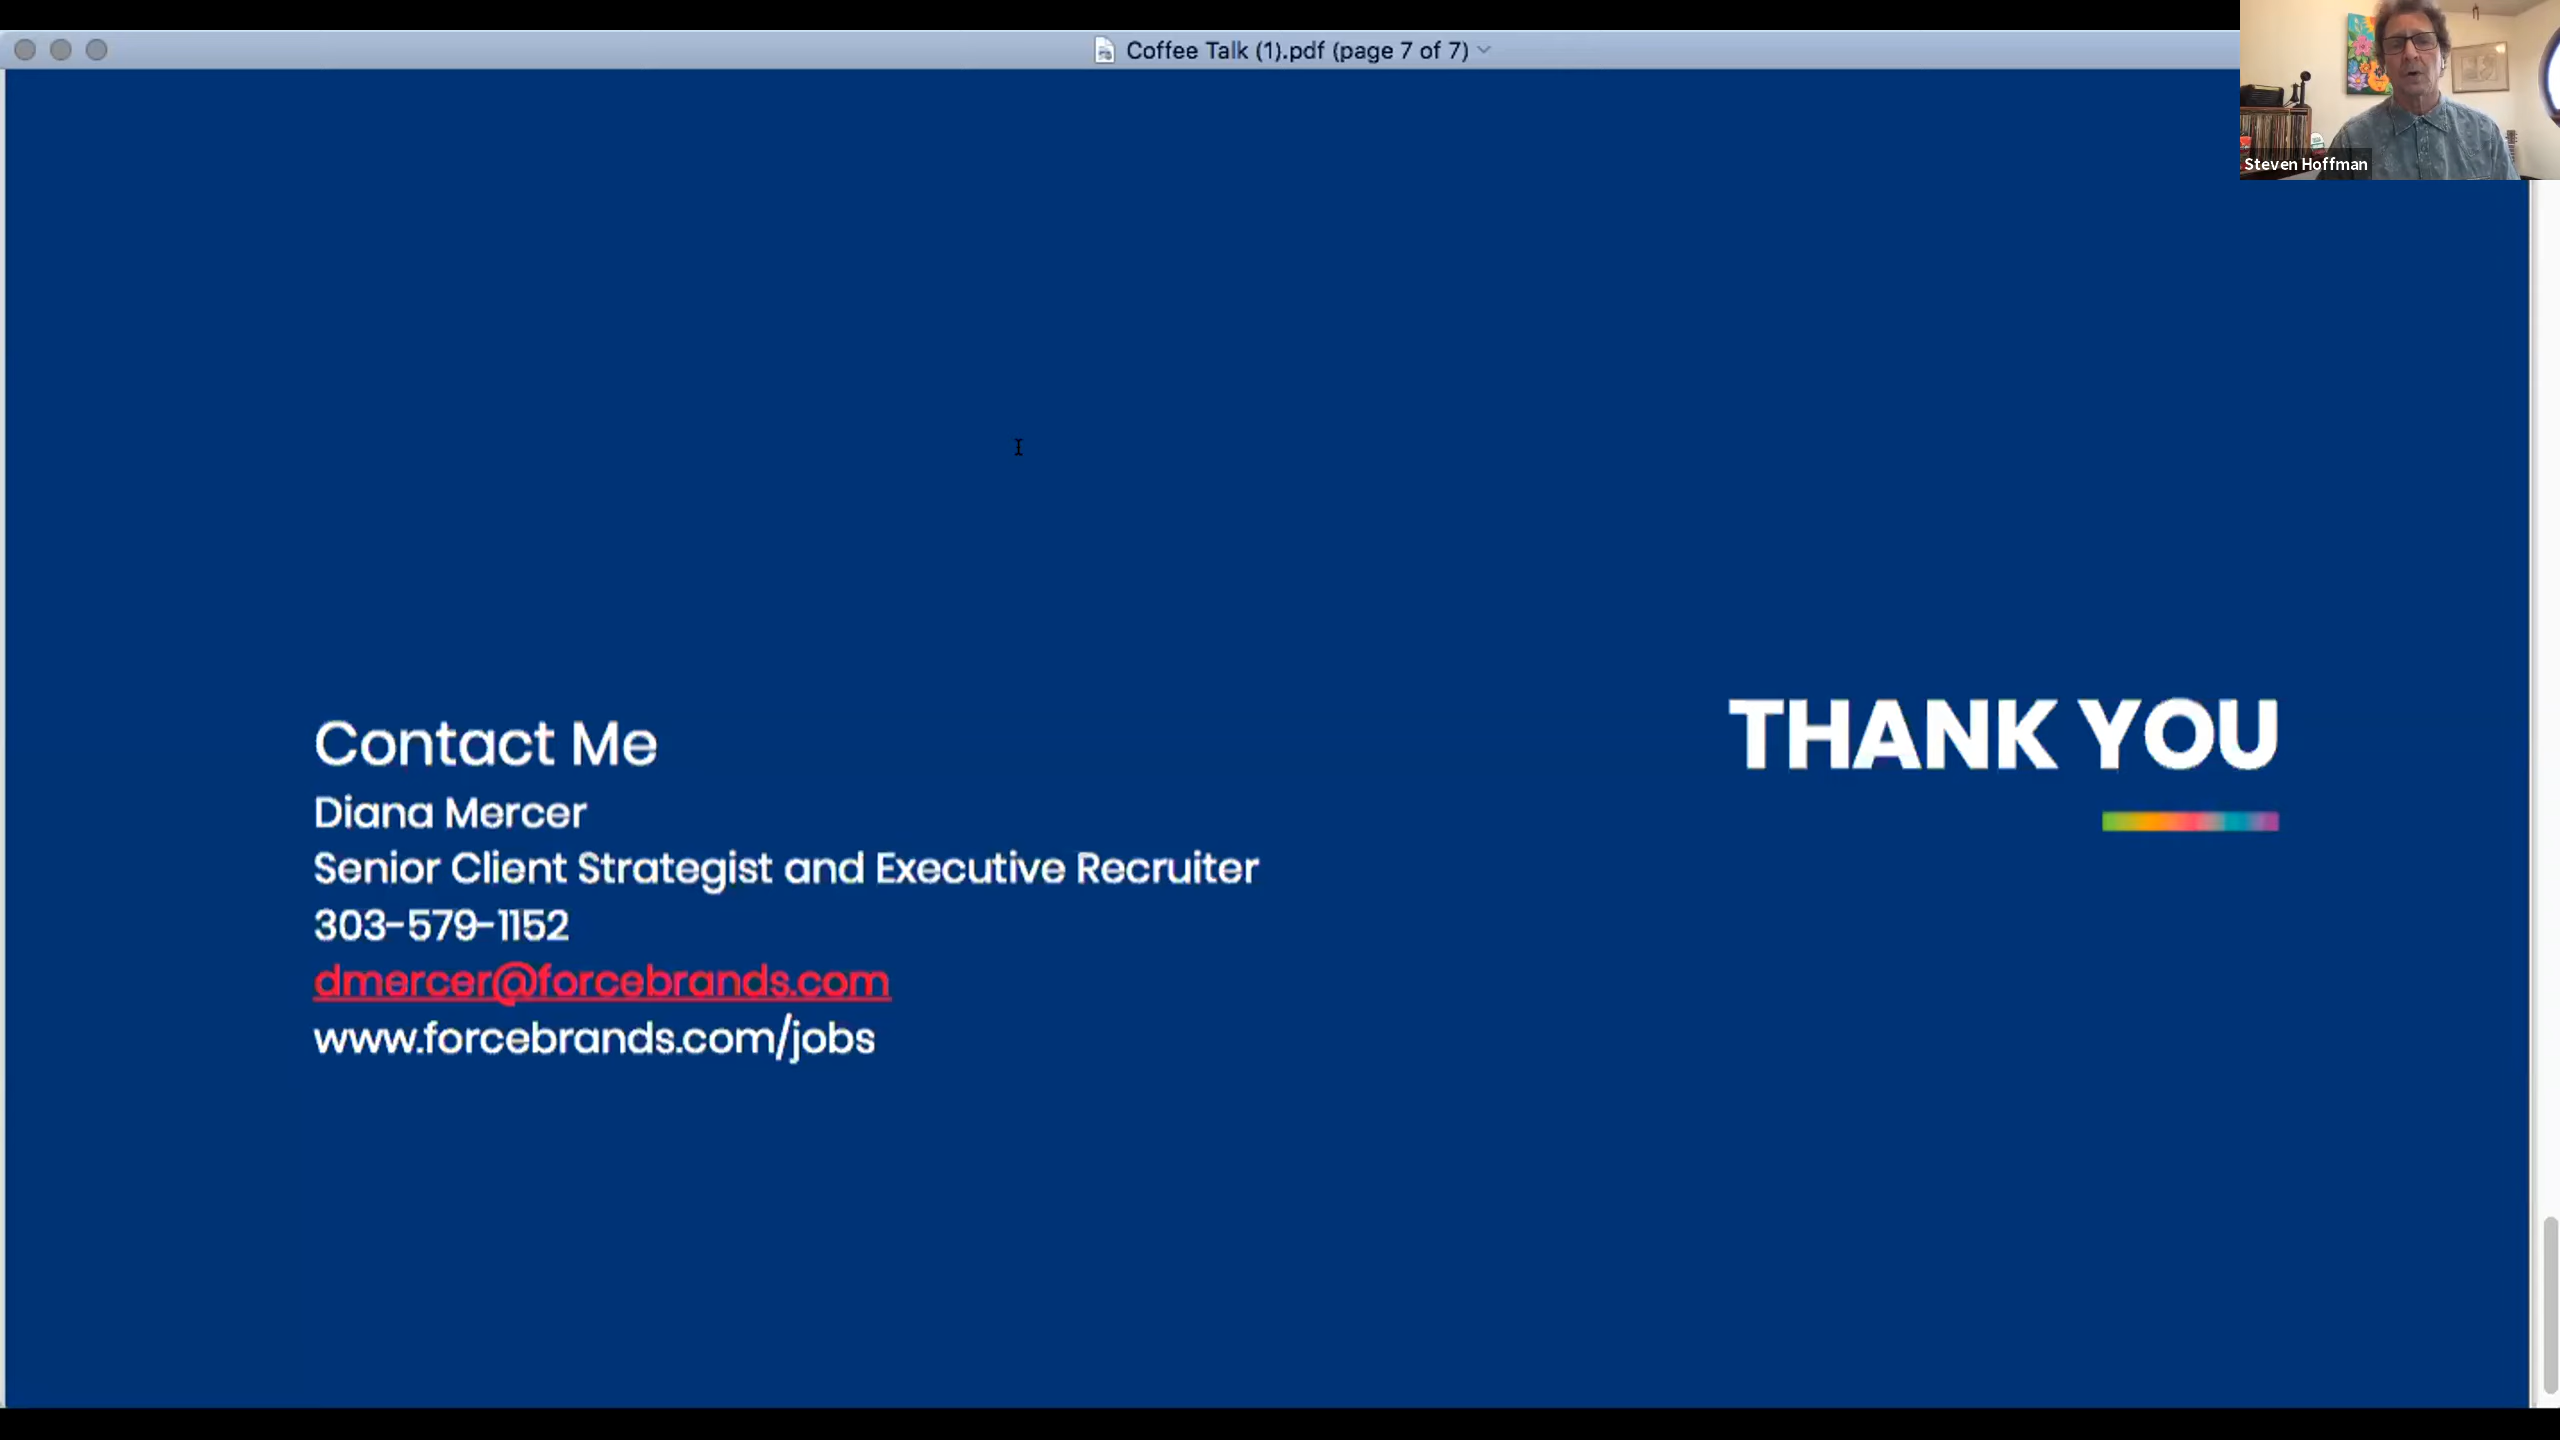 Coffee Talk (1).pdf (page 7 of 7)
Steven Hoffman
THANK YOU
Contact Me
Diana Mercer
Senior Client Strategist and Executive Recruiter
303-579-1152
dmercer@forcebrands.com
www.forcebrands.com/jobs